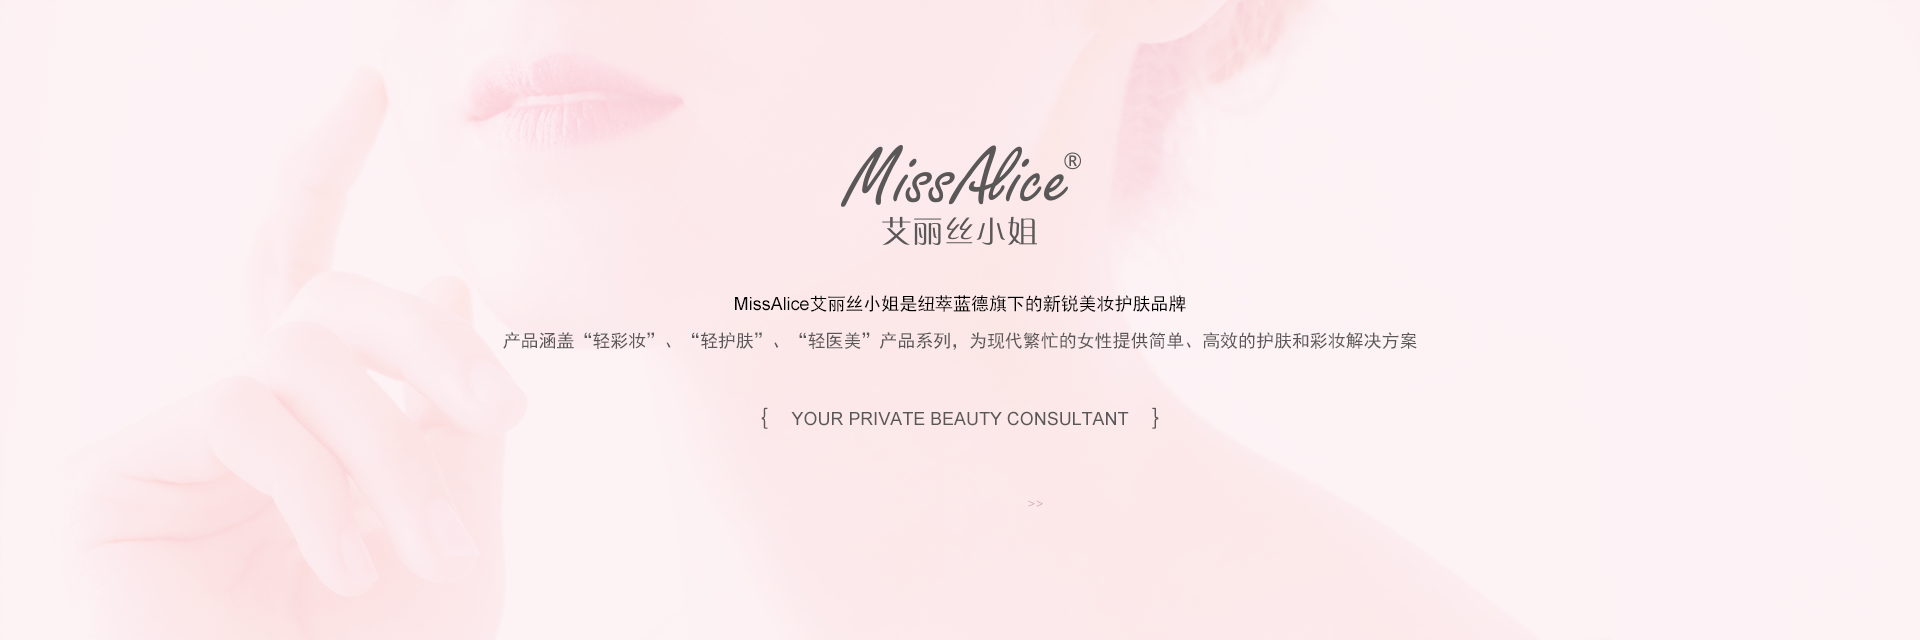 MissAlice®
艾丽丝小姐
MissAlice艾丽丝小姐是纽萃蓝德旗下的新锐美妆护肤品牌
产品涵盖“轻彩妆”、“轻护肤”、“轻医美”产品系列，为现代繁忙的女性提供简单、高效的护肤和彩妆解决方案
{ YOUR PRIVATE BEAUTY CONSULTANT }
>>